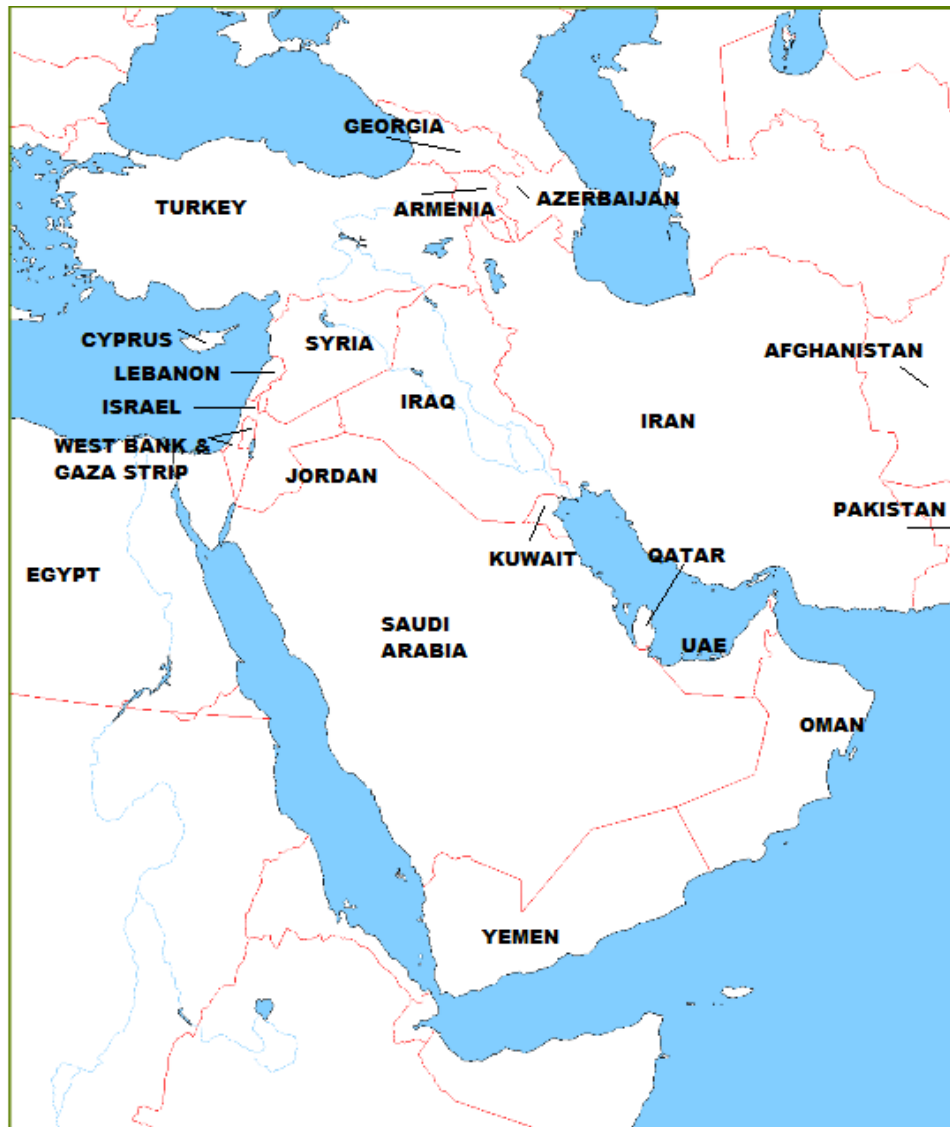 GEORGIA
ARMENIA
AZERBAIJAN
TURKEY
CYPRUS
SYRIA
LEBANON
AFGHANISTAN
ISRAEL
IRAQ
IRAN
WEST BANK &
GAZA STRIP
JORDAN
PAKISTAN
KUWAIT
QATAR
EGYPT
SAUDI
ARABIA
UAE
OMAN
YEMEN